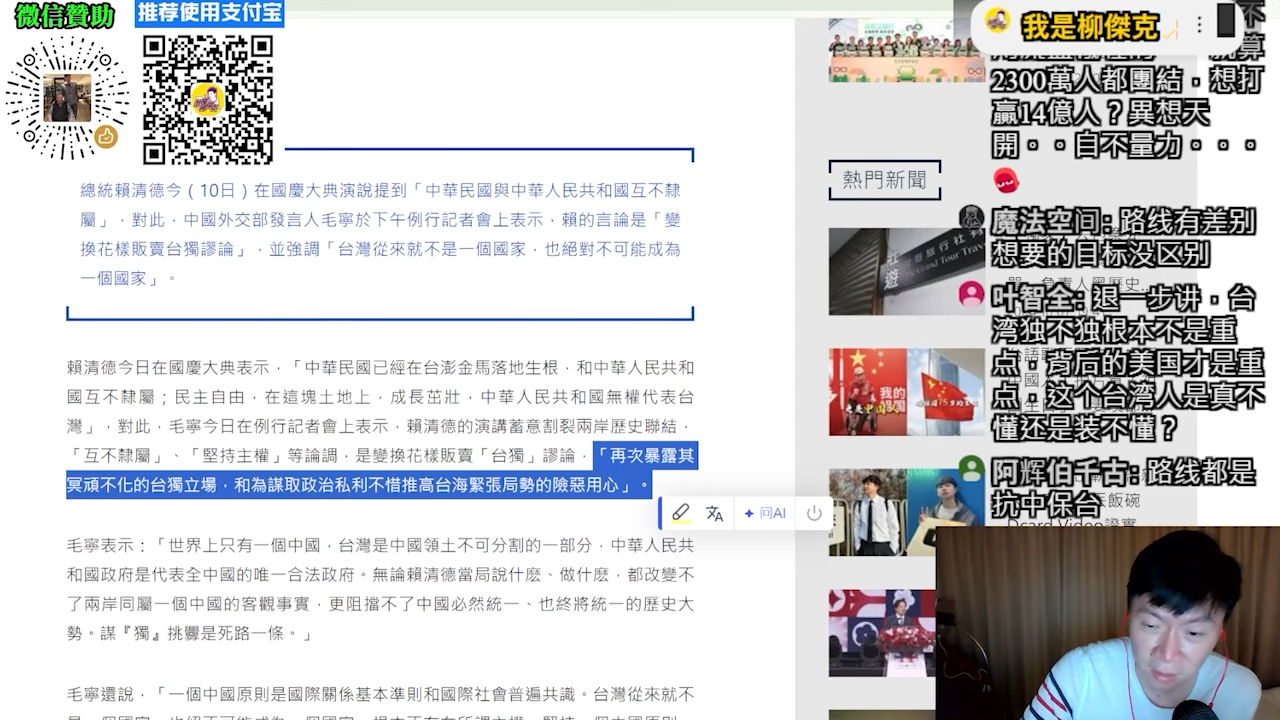 微信贊助
推荐使用支付宝
總統賴清德今（10日）在國慶大典演說提到「中華民國與中華人民共和國互不隸
屬」，對此，中國外交部發言人毛寧於下午例行記者會上表示，賴的言論是「變
換花樣販賣台獨謬論」，並強調「台灣從來就不是一個國家，也絕對不可能成為
一個國家」。
賴清德今日在國慶大典表示，「中華民國已經在台澎金馬落地生根，和中華人民共和
國互不隸屬；民主自由，在這塊土地上，成長茁壯，中華人民共和國無權代表台
灣」，對此，毛寧今日在例行記者會上表示，賴清德的演講蓄意割裂兩岸歷史聯結，
「互不隸屬」、「堅持主權」等論調，是變換花樣販賣「台獨」謬論，「再次暴露其
冥頑不化的台獨立場，和為謀取政治私利不惜推高台海緊張局勢的險惡用心」。
问AI
毛寧表示：「世界上只有一個中國，台灣是中國領土不可分割的一部分，中華人民共
和國政府是代表全中國的唯一合法政府。無論賴清德當局說什麼、做什麼，都改變不
了兩岸同屬一個中國的客觀事實，更阻擋不了中國必然統一、也終將統一的歷史大
勢。謀『獨』挑釁是死路一條。」
毛寧還說，「一個中國原則是國際關係基本準則和國際社會普遍共識。台灣從來就不
熱門新聞
我是柳傑克
2300萬人都團結，想打
贏14億人？異想天
開。。自不量力。。。
魔法空间: 路线有差别
想要的目标没区别
叶智全: 退一步讲，台
湾独不独根本不是重
点，背后的美国才是重
点，这个台湾人是真不
懂还是装不懂？
阿辉伯千古: 路线都是
抗中保台